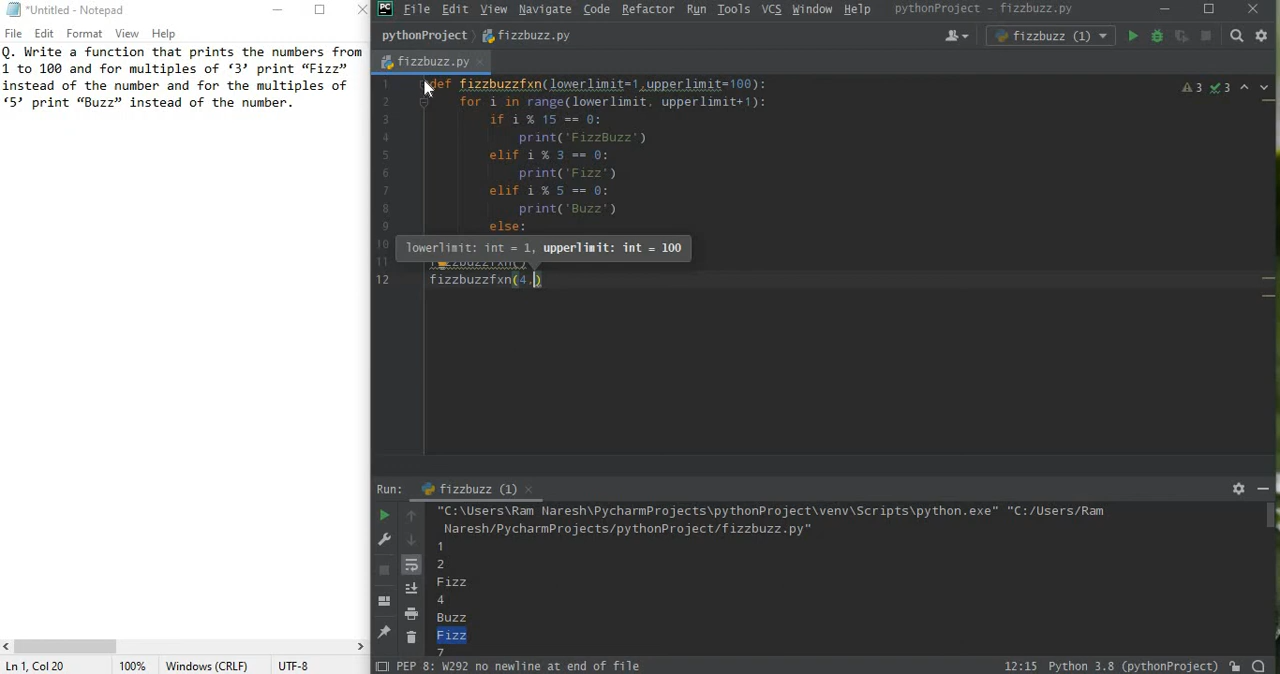 *Untitled - Notepad
File Edit Format View Help
Q. Write a function that prints the numbers from
1 to 100 and for multiples of ‘3’ print “Fizz”
instead of the number and for the multiples of
‘5’ print “Buzz” instead of the number.
Ln 1, Col 20 100% Windows (CRLF) UTF-8
PC File Edit View Navigate Code Refactor Run Tools VCS Window Help pythonProject - fizzbuzz.py
pythonProject fizzbuzz.py fizzbuzz (1)
fizzbuzz.py
1 def fizzbuzzfxn(lowerlimit=1,upperlimit=100): 3 3
2 for i in range(lowerlimit, upperlimit+1):
3 if i % 15 == 0:
4 print('FizzBuzz')
5 elif i % 3 == 0:
6 print('Fizz')
7 elif i % 5 == 0:
8 print('Buzz')
9 else:
10 lowerlimit: int = 1, upperlimit: int = 100
11 fizzbuzzfxn()
12 fizzbuzzfxn(4,)
Run: fizzbuzz (1)
"C:\Users\Ram Naresh\PycharmProjects\pythonProject\venv\Scripts\python.exe" "C:/Users/Ram
Naresh/PycharmProjects/pythonProject/fizzbuzz.py"
1
2
Fizz
4
Buzz
Fizz
7
PEP 8: W292 no newline at end of file 12:15 Python 3.8 (pythonProject)